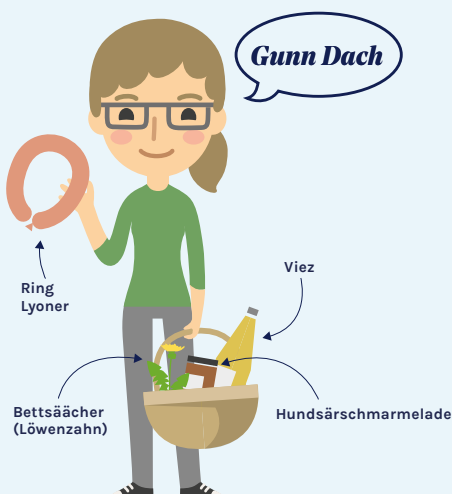 Gunn Dach
Ring
Lyoner
Viez
Bettsäächer
(Löwenzahn)
Hundsärschmarmelade